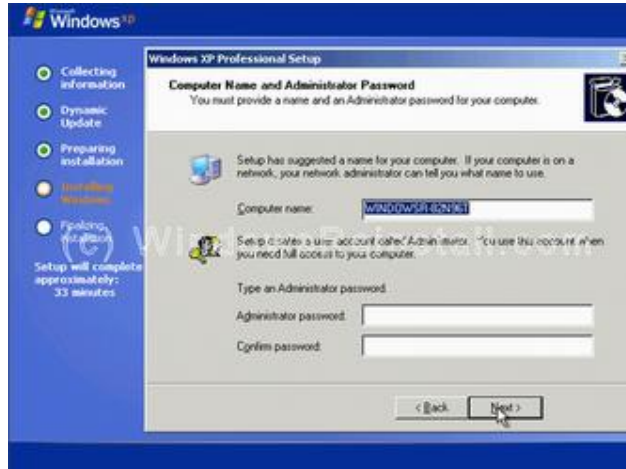 Microsoft
Windows xp
Collecting
information
Dynamic
Update
Preparing
installation
Installing
Windows
Finalizing
installation
Setup will complete
approximately:
33 minutes
Windows XP Professional Setup
Computer Name and Administrator Password
You must provide a name and an Administrator password for your computer.
Setup has suggested a name for your computer. If your computer is on a
network, your network administrator can tell you what name to use.
Computer name:
Setup creates a user account called Administrator. You use this account when
you need full access to your computer.
Type an Administrator password.
Administrator password:
Confirm password:
< Back
Next >
(c) WindowsReinstall.com